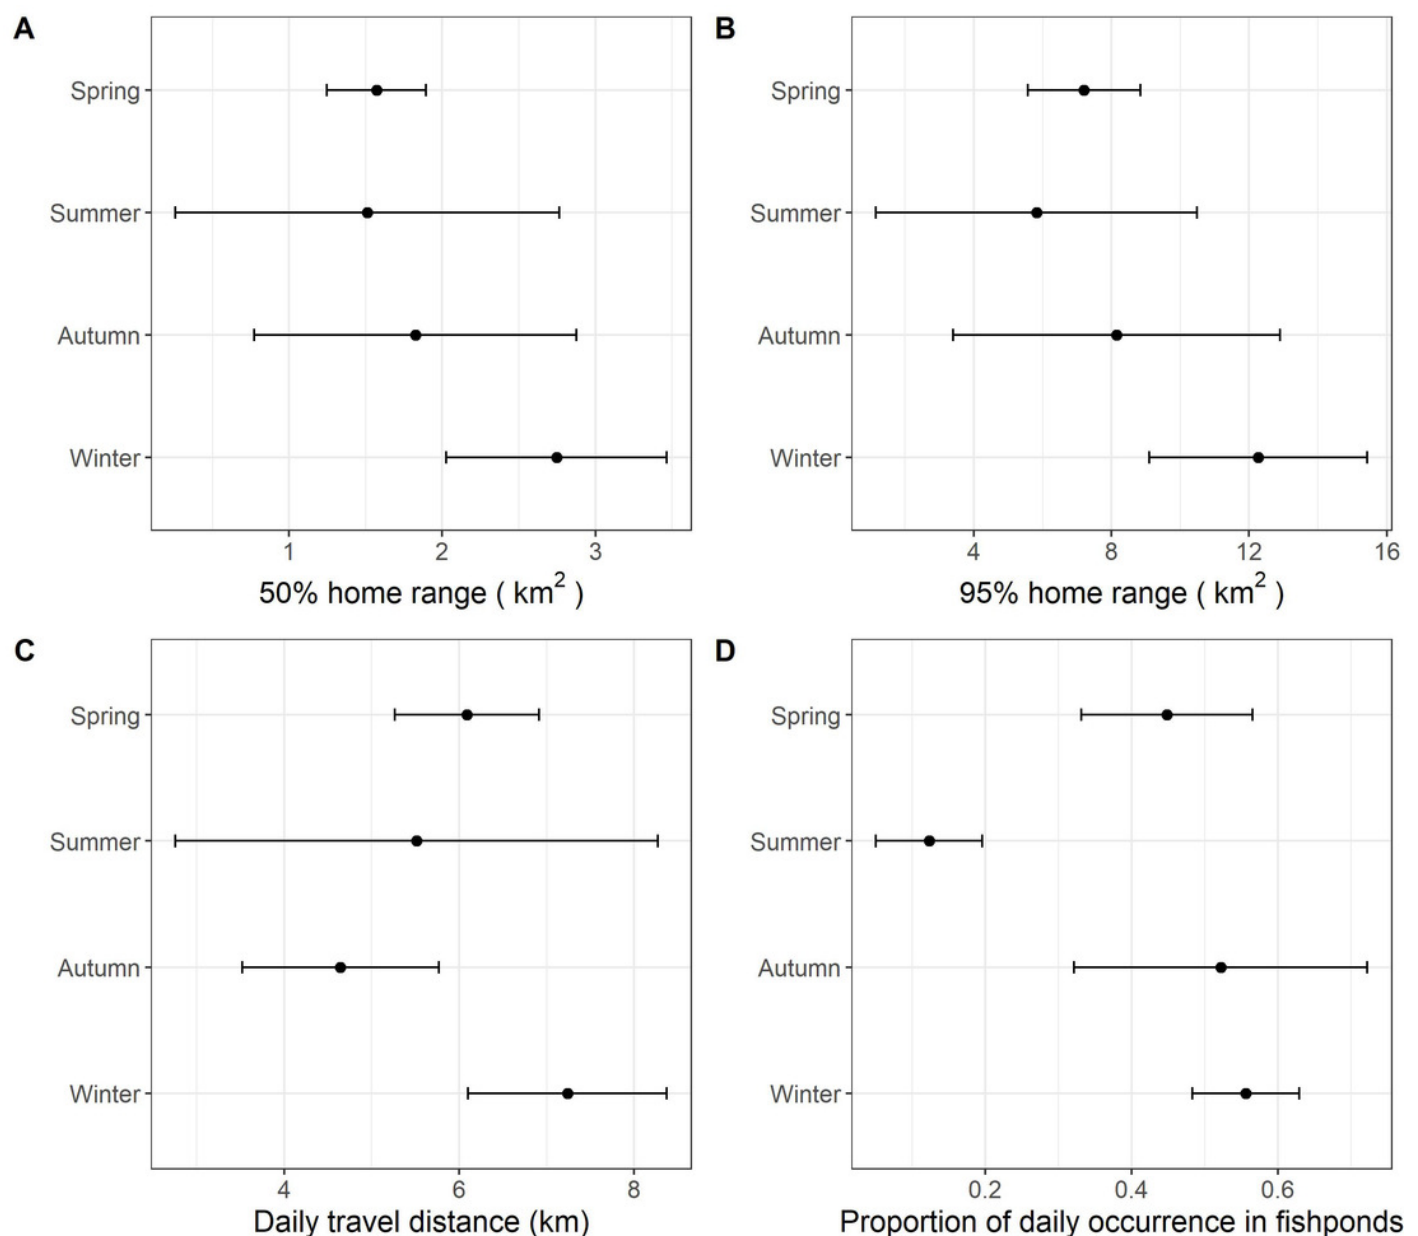 A
Spring
Summer
Autumn
Winter
1 2 3
50% home range ( km² )
B
Spring
Summer
Autumn
Winter
4 8 12 16
95% home range ( km² )
C
Spring
Summer
Autumn
Winter
4 6 8
Daily travel distance (km)
D
Spring
Summer
Autumn
Winter
0.2 0.4 0.6
Proportion of daily occurrence in fishponds